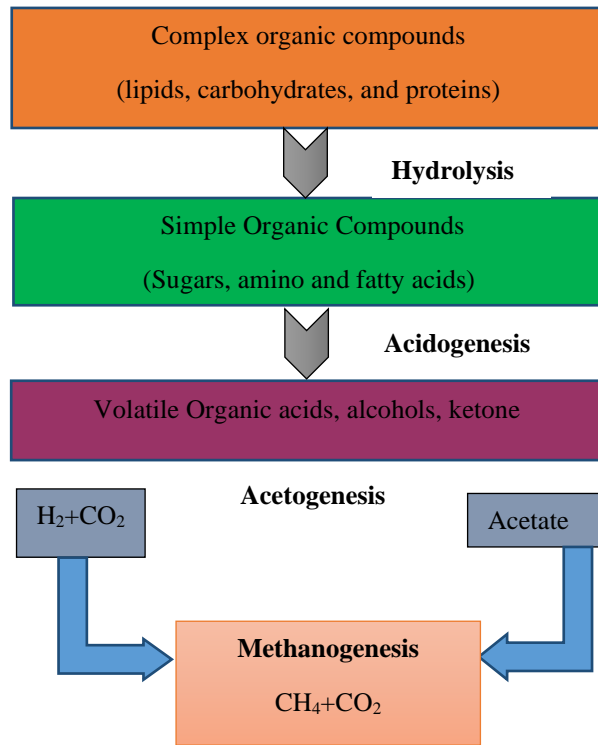 Complex organic compounds
(lipids, carbohydrates, and proteins)
Hydrolysis
Simple Organic Compounds
(Sugars, amino and fatty acids)
Acidogenesis
Volatile Organic acids, alcohols, ketone
Acetogenesis
H₂+CO₂
Acetate
Methanogenesis
CH₄+CO₂